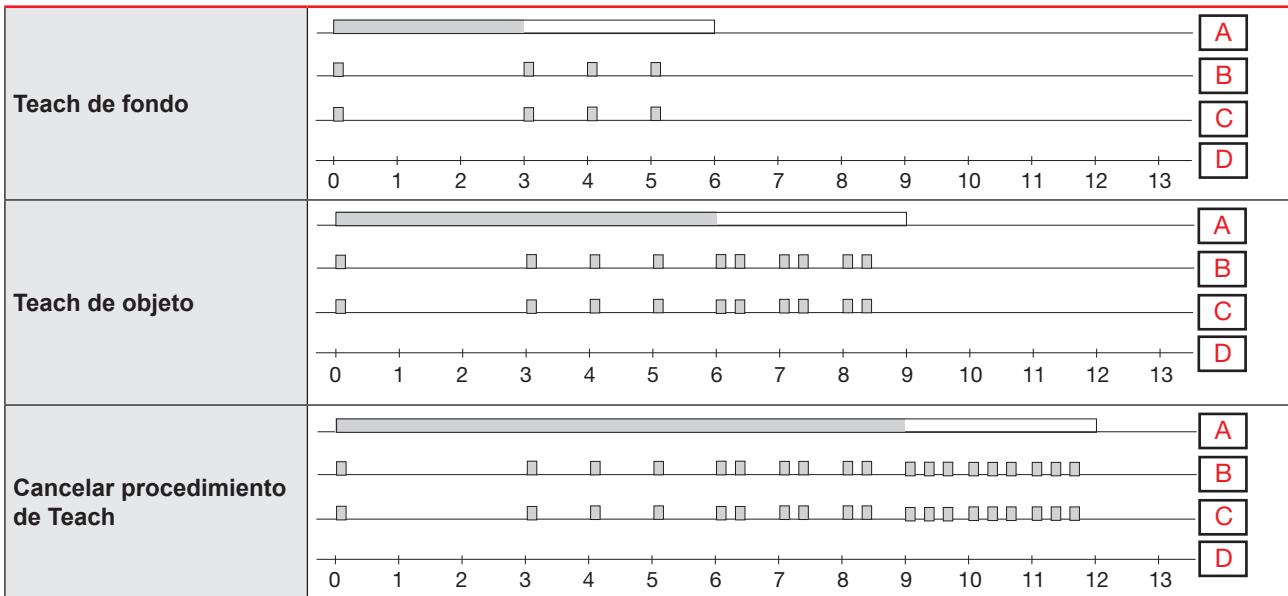 Teach de fondo
A
B
C
D
0 1 2 3 4 5 6 7 8 9 10 11 12 13
Teach de objeto
A
B
C
D
0 1 2 3 4 5 6 7 8 9 10 11 12 13
Cancelar procedimiento
de Teach
A
B
C
D
0 1 2 3 4 5 6 7 8 9 10 11 12 13